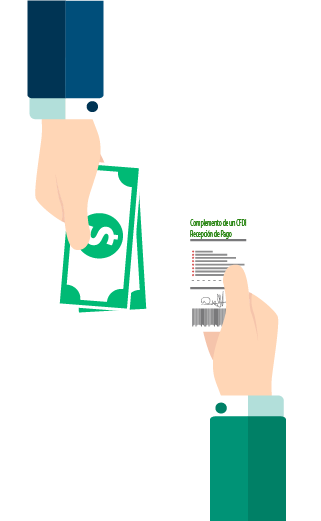 $
Complemento de un CFDI
Recepción de Pago